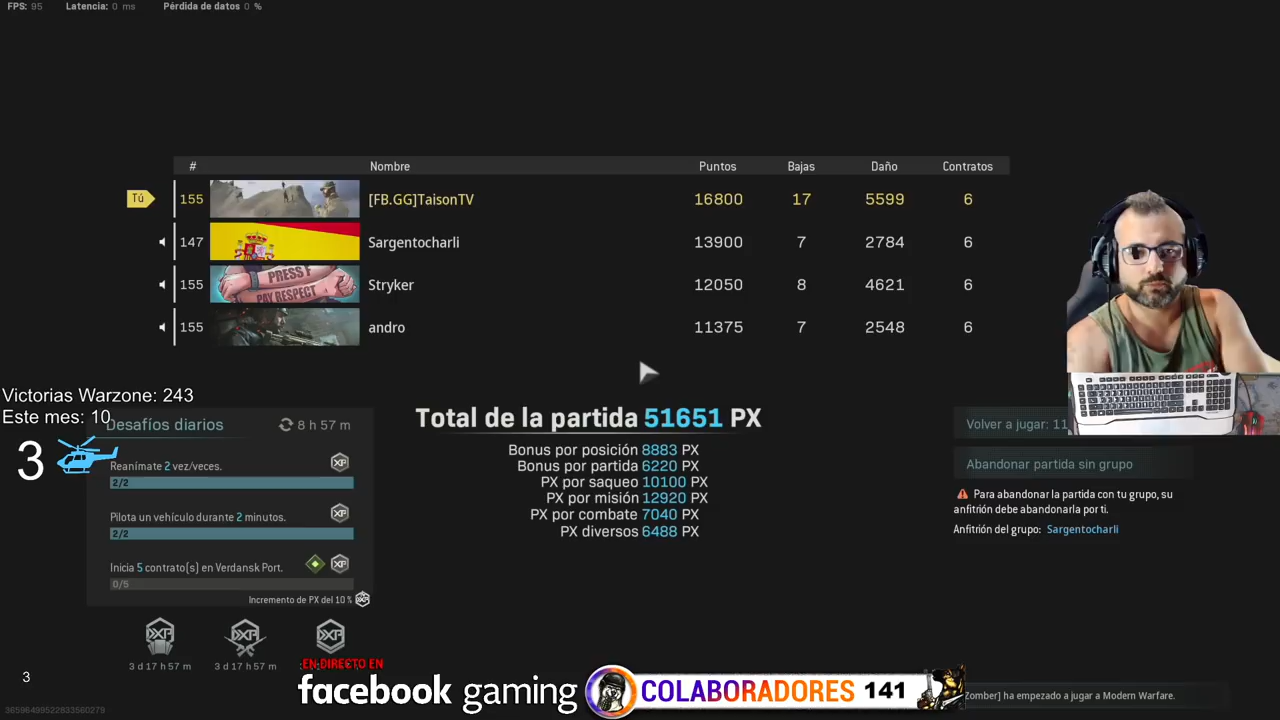 FPS: 95 Latencia: 0 ms Pérdida de datos 0 %
# Nombre Puntos Bajas Daño Contratos
Tú 155 [FB.GG]TaisonTV 16800 17 5599 6
147 Sargentocharli 13900 7 2784 6
PRESS F
PAY RESPECT
155 Stryker 12050 8 4621 6
155 andro 11375 7 2548 6
Victorias Warzone: 243
Este mes: 10
3
Desafíos diarios 8 h 57 m
Reanímate 2 vez/veces.
2/2
Pilota un vehículo durante 2 minutos.
2/2
Inicia 5 contrato(s) en Verdansk Port.
0/5
Incremento de PX del 10 %
3 d 17 h 57 m 3 d 17 h 57 m
Total de la partida 51651 PX
Bonus por posición 8883 PX
Bonus por partida 6220 PX
PX por saqueo 10100 PX
PX por misión 12920 PX
PX por combate 7040 PX
PX diversos 6488 PX
Volver a jugar: 11
Abandonar partida sin grupo
Para abandonar la partida con tu grupo, su
anfitrión debe abandonarla por ti.
Anfitrión del grupo: Sargentocharli
3
EN DIRECTO EN
facebook gaming
COLABORADORES 141
Zomber] ha empezado a jugar a Modern Warfare.
36596499522833560279